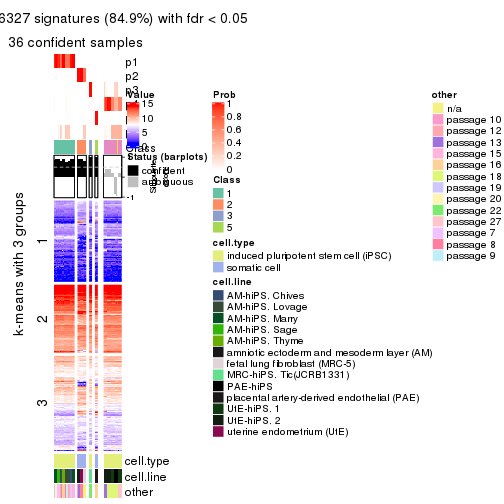 6327 signatures (84.9%) with fdr < 0.05
36 confident samples
p1
p2
p3
Value
15
10
5
0
Status (barplots)
confident
ambiguous
-1
k-means with 3 groups
1
2
3
cell.type
cell.line
other
Prob
1
0.8
0.6
0.4
0.2
0
Class
1
2
3
5
cell.type
induced pluripotent stem cell (iPSC)
somatic cell
cell.line
AM-hiPS. Chives
AM-hiPS. Lovage
AM-hiPS. Marry
AM-hiPS. Sage
AM-hiPS. Thyme
amniotic ectoderm and mesoderm layer (AM)
fetal lung fibroblast (MRC-5)
MRC-hiPS. Tic(JCRB1331)
PAE-hiPS
placental artery-derived endothelial (PAE)
UtE-hiPS. 1
UtE-hiPS. 2
uterine endometrium (UtE)
other
n/a
passage 10
passage 12
passage 13
passage 15
passage 16
passage 18
passage 19
passage 20
passage 22
passage 27
passage 7
passage 8
passage 9